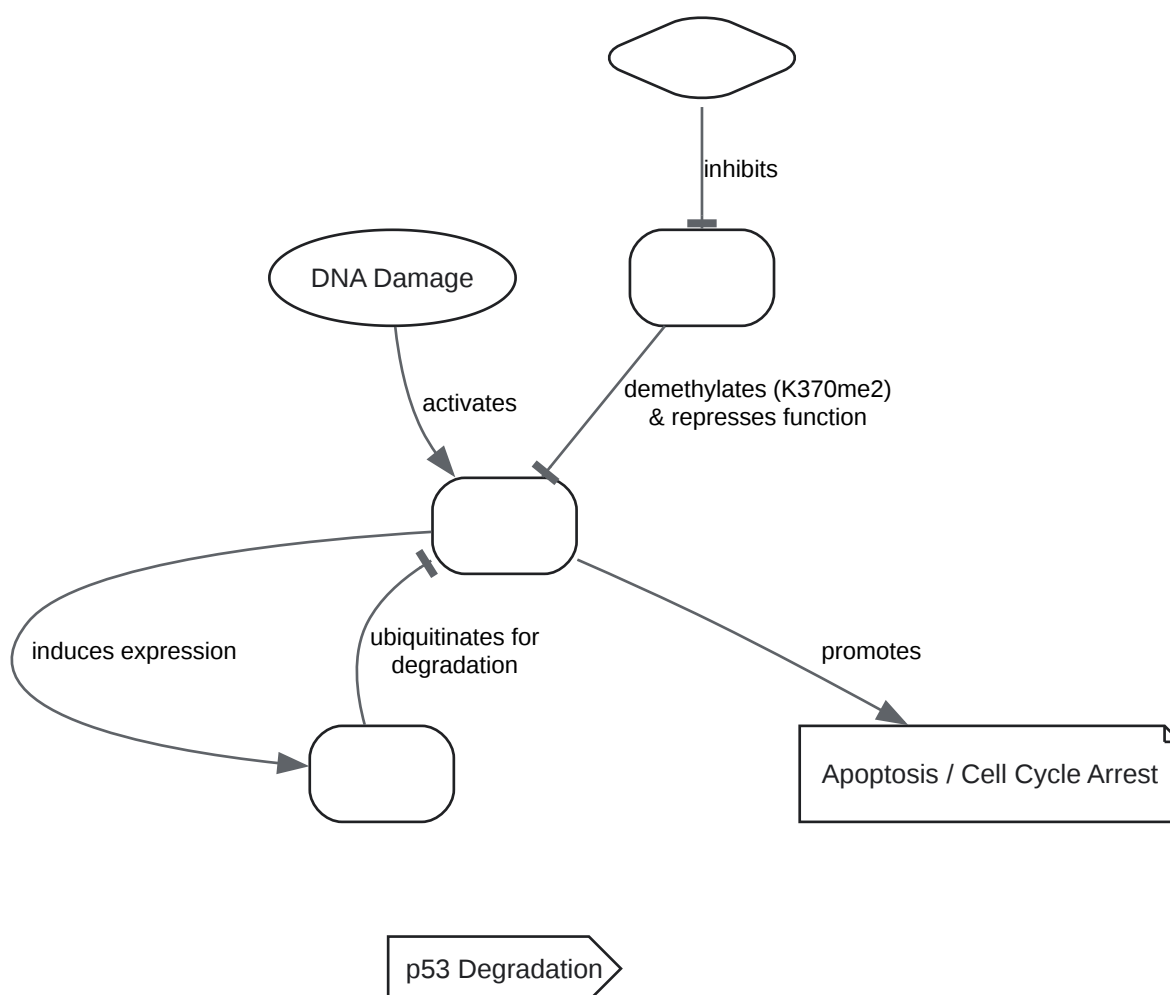 inhibits
DNA Damage
demethylates (K370me2)
& represses function
activates
induces expression
ubiquitinates for
degradation
promotes
Apoptosis / Cell Cycle Arrest
p53 Degradation